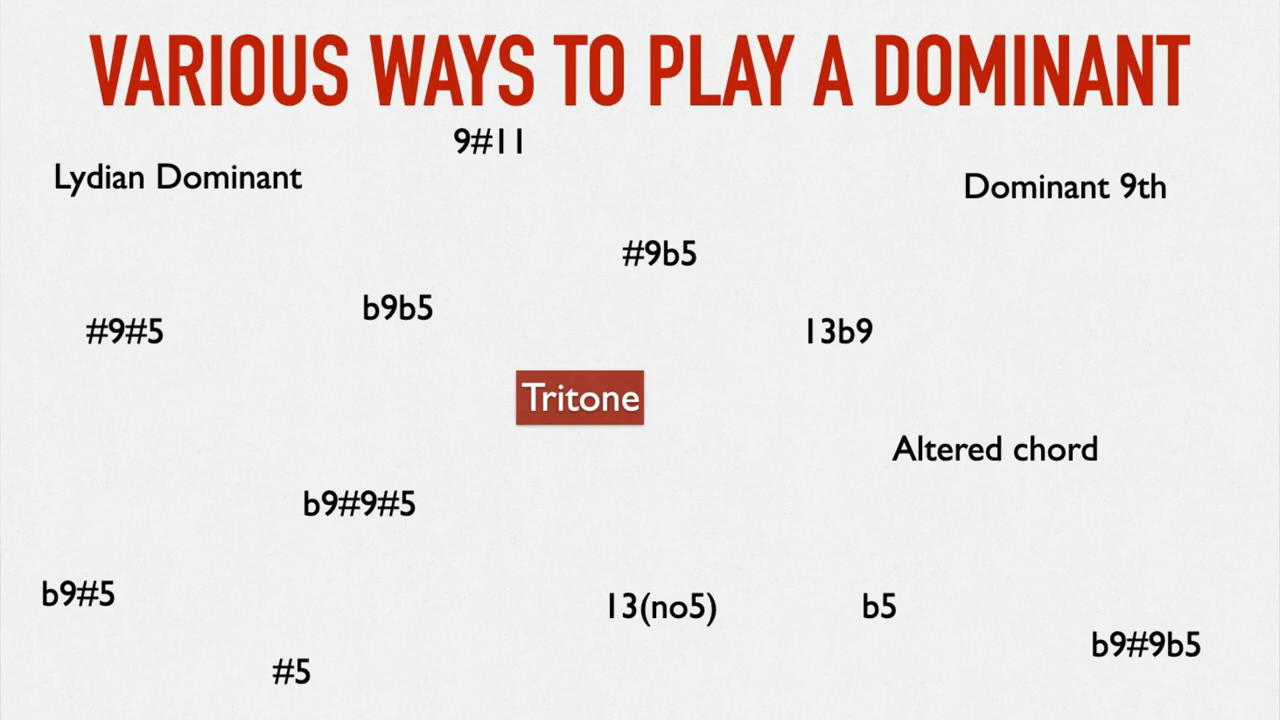 VARIOUS WAYS TO PLAY A DOMINANT
9#11
Lydian Dominant
Dominant 9th
#9b5
b9b5
#9#5
13b9
Tritone
Altered chord
b9#9#5
b9#5
13(no5)
b5
b9#9b5
#5